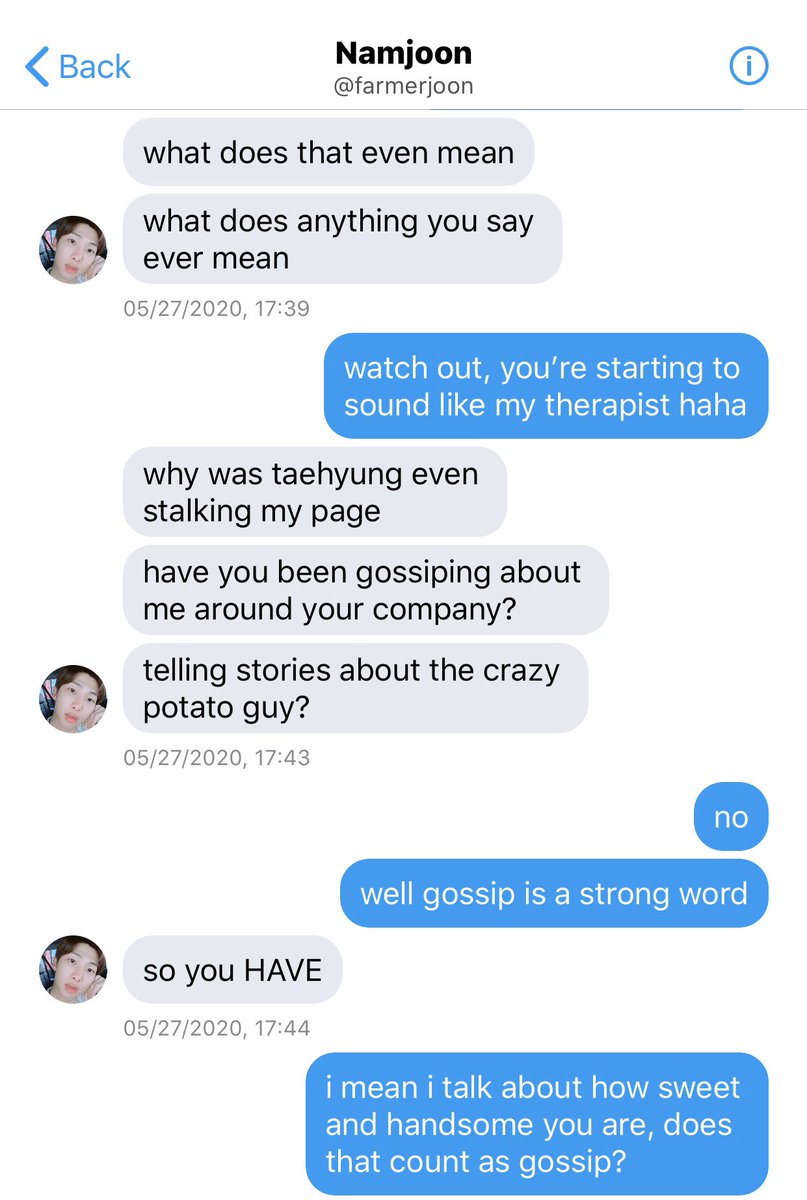 Back
Namjoon
@farmerjoon
what does that even mean
what does anything you say
ever mean
05/27/2020, 17:39
watch out, you’re starting to
sound like my therapist haha
why was taehyung even
stalking my page
have you been gossiping about
me around your company?
telling stories about the crazy
potato guy?
05/27/2020, 17:43
no
well gossip is a strong word
so you HAVE
05/27/2020, 17:44
i mean i talk about how sweet
and handsome you are, does
that count as gossip?